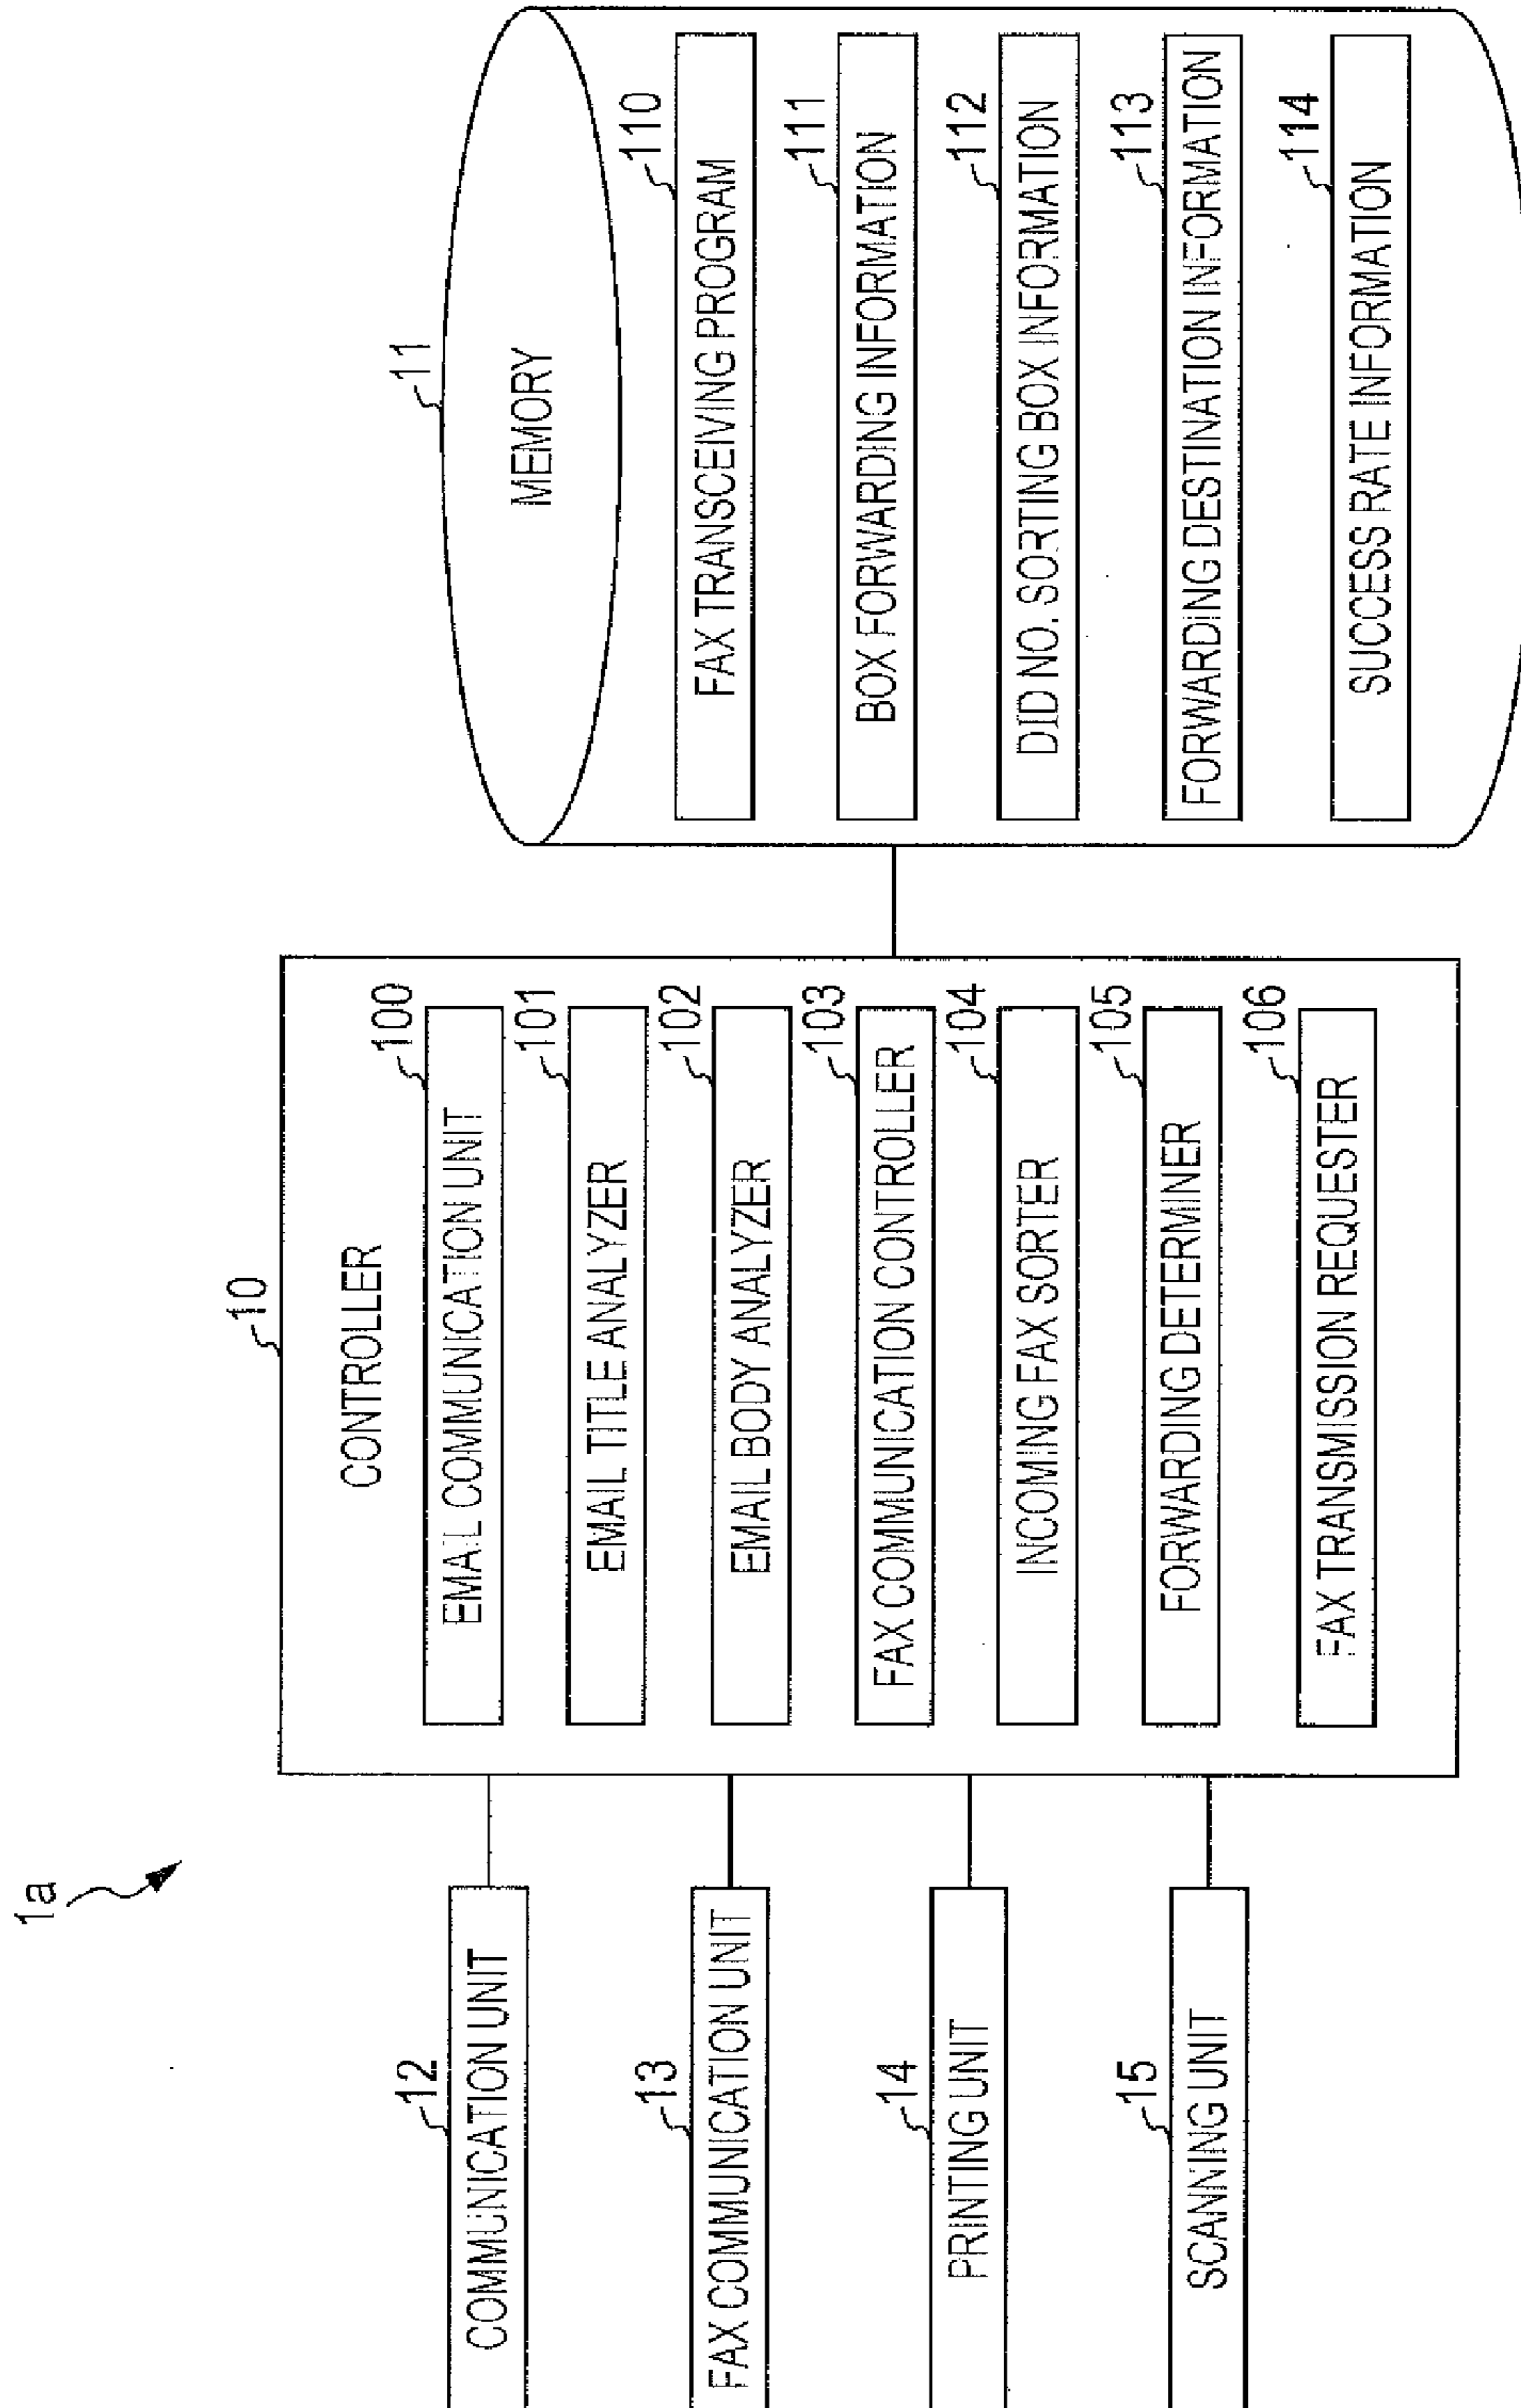 1a
12
COMMUNICATION UNIT
13
FAX COMMUNICATION UNIT
14
PRINTING UNIT
15
SCANNING UNIT
10
CONTROLLER
100
EMAIL COMMUNICATION UNIT
101
EMAIL TITLE ANALYZER
102
EMAIL BODY ANALYZER
103
FAX COMMUNICATION CONTROLLER
104
INCOMING FAX SORTER
105
FORWARDING DETERMINER
106
FAX TRANSMISSION REQUESTER
11
MEMORY
110
FAX TRANSCEIVING PROGRAM
111
BOX FORWARDING INFORMATION
112
DID NO. SORTING BOX INFORMATION
113
FORWARDING DESTINATION INFORMATION
114
SUCCESS RATE INFORMATION